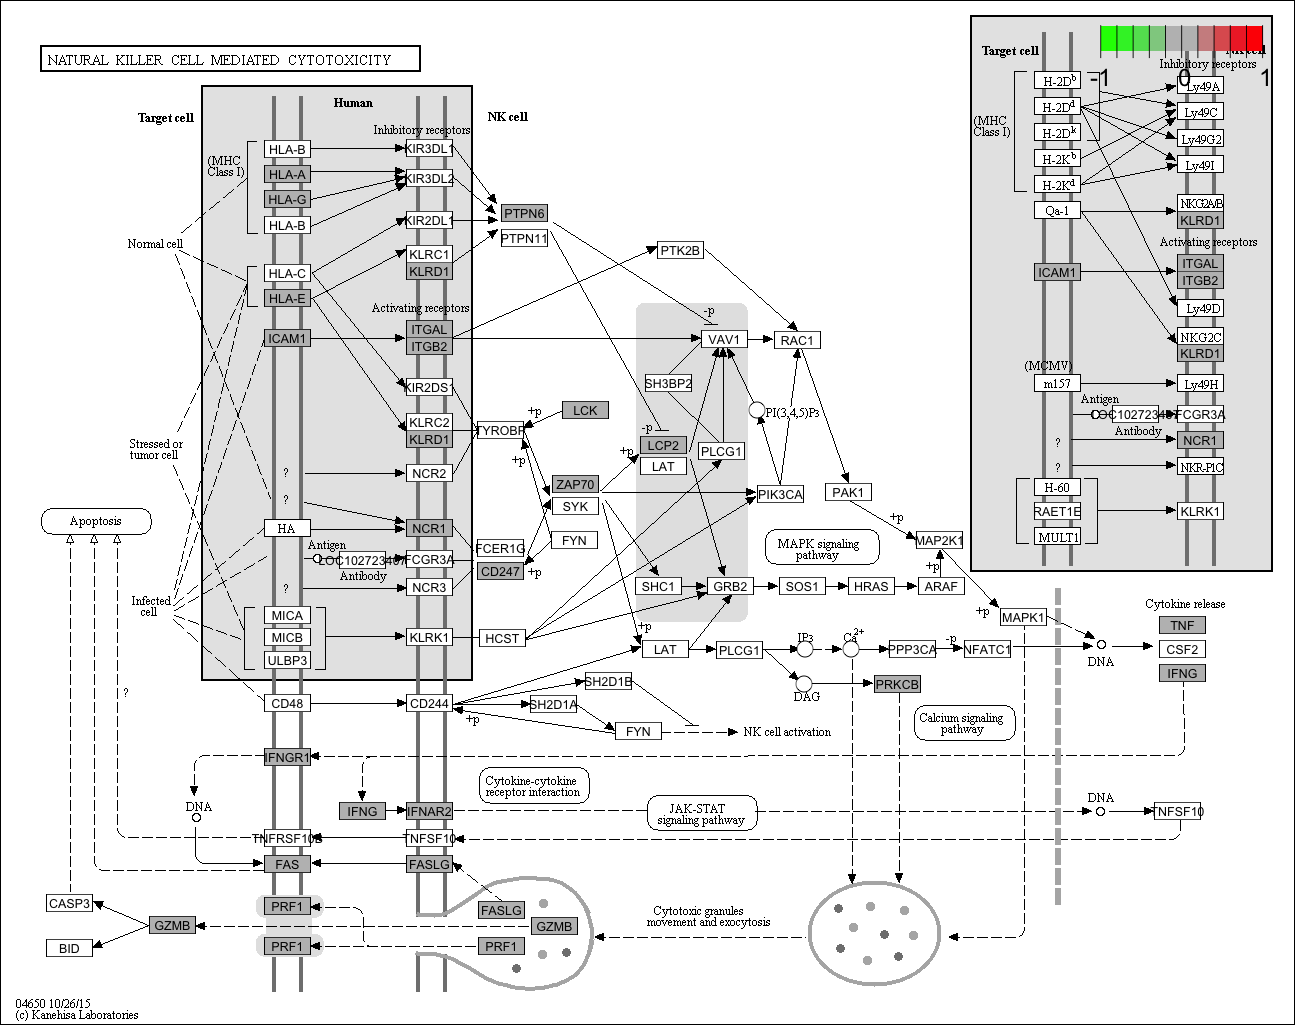 NATURAL KILLER CELL MEDIATED CYTOTOXICITY
Target cell
Human
NK cell
Inhibitory receptors
(MHC
Class I)
HLA-B
KIR3DL1
HLA-A
KIR3DL2
HLA-G
HLA-B
KIR2DL1
PTPN6
PTPN11
Normal cell
HLA-C
KLRC1
KLRD1
HLA-E
PTK2B
Activating receptors
ICAM1
ITGAL
ITGB2
-p
VAV1
RAC1
KIR2DS1
SH3BP2
PI(3,4,5)P3
KLRC2
KLRD1
TYROBP
+p
LCK
-p
LCP2
LAT
PLCG1
Stressed or
tumor cell
?
NCR2
+p
+p
ZAP70
SYK
PIK3CA
PAK1
?
Apoptosis
HA
NCR1
FYN
+p
MAP2K1
Antigen
FCGR3A
Antibody
FCER1G
CD247
+p
MAPK signaling
pathway
+p
?
NCR3
SHC1
GRB2
SOS1
HRAS
ARAF
Infected
cell
MICA
MICB
ULBP3
KLRK1
HCST
+p
+p
MAPK1
LAT
PLCG1
IP3
Ca2+
PPP3CA
-p
NFATC1
DNA
Cytokine release
TNF
CSF2
IFNG
?
CD48
CD244
+p
SH2D1B
SH2D1A
DAG
PRKCB
FYN
NK cell activation
Calcium signaling
pathway
IFNGR1
DNA
IFNG
IFNAR2
Cytokine-cytokine
receptor interaction
JAK-STAT
signaling pathway
DNA
TNFSF10
TNFRSF10B
TNFSF10
FAS
FASLG
CASP3
BID
GZMB
PRF1
PRF1
FASLG
GZMB
PRF1
Cytotoxic granules
movement and exocytosis
Target cell
-1
0
1
Inhibitory receptors
(MHC
Class I)
H-2Db
H-2Dd
H-2Dk
H-2Kb
H-2Kd
Ly49A
Ly49C
Ly49G2
Ly49I
Qa-1
NKG2A/B
KLRD1
Activating receptors
ICAM1
ITGAL
ITGB2
Ly49D
NKG2C
KLRD1
(MCMV)
m157
Ly49H
Antigen
FCGR3A
Antibody
?
NCR1
?
NKR-P1C
H-60
RAET1E
MULT1
KLRK1
04650 10/26/15
(c) Kanehisa Laboratories